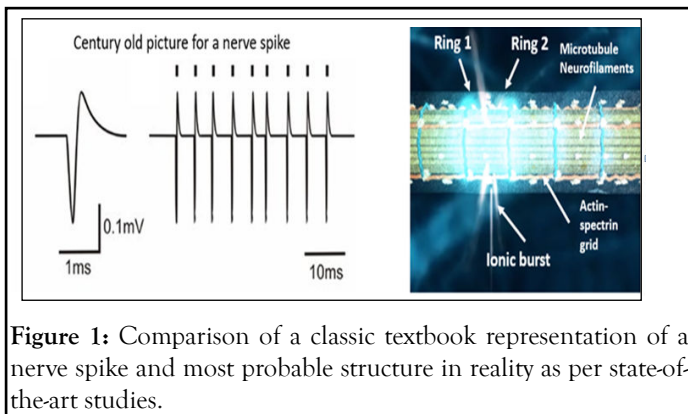 Century old picture for a nerve spike
0.1mV
1ms
10ms
Ring 1
Ring 2
Microtubule
Neurofilaments
Actin-
spectrin
grid
Ionic burst
Figure 1: Comparison of a classic textbook representation of a
nerve spike and most probable structure in reality as per state-of-
the-art studies.